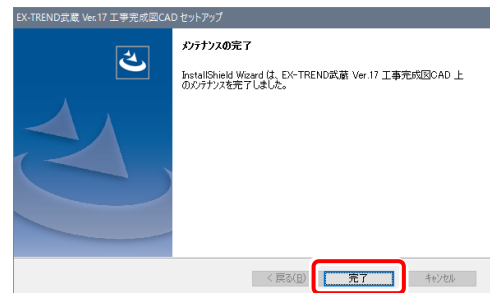 EX-TREND武蔵 Ver.17 工事完成図CAD セットアップ
メンテナンスの完了
InstallShield Wizard は、EX-TREND武蔵 Ver.17 工事完成図CAD 上
のメンテナンスを完了しました。
< 戻る(B)
完了
キャンセル